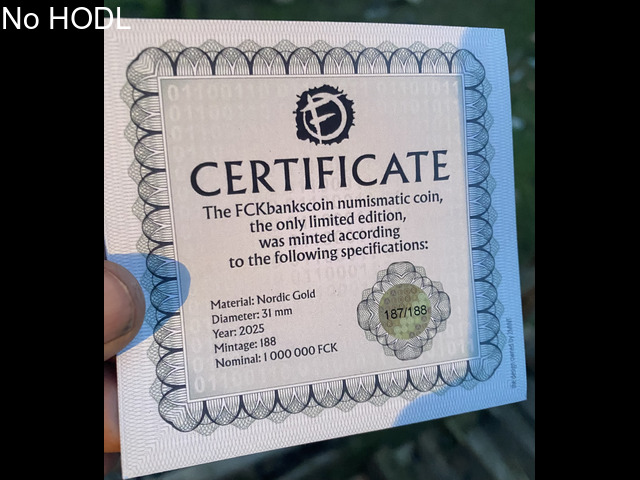 No HODL
CERTIFICATE
The FCKbankscoin numismatic coin,
the only limited edition,
was minted according
to the following specifications:
Material: Nordic Gold
Diameter: 31 mm
Year: 2025
Mintage: 188
Nominal: 1 000 000 FCK
187/188